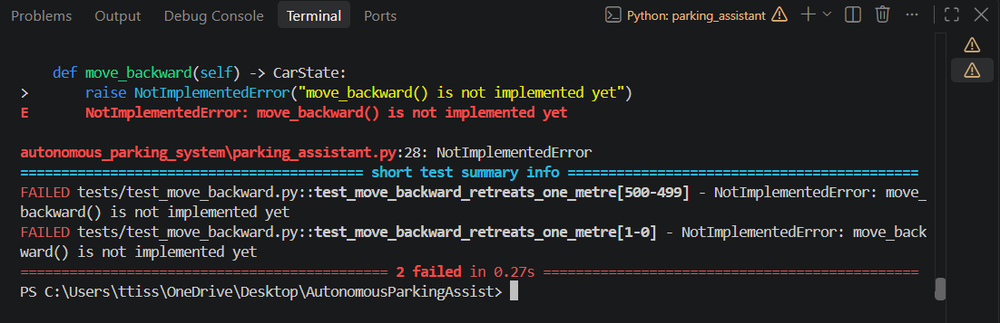 Problems Output Debug Console Terminal Ports Python: parking_assistant
def move_backward(self) -> CarState:
> raise NotImplementedError("move_backward() is not implemented yet")
E NotImplementedError: move_backward() is not implemented yet
autonomous_parking_system\parking_assistant.py:28: NotImplementedError
========================================== short test summary info ===========================================
FAILED tests/test_move_backward.py::test_move_backward_retreats_one_metre[500-499] - NotImplementedError: move_
backward() is not implemented yet
FAILED tests/test_move_backward.py::test_move_backward_retreats_one_metre[1-0] - NotImplementedError: move_back
ward() is not implemented yet
============================================= 2 failed in 0.27s ==============================================
PS C:\Users\ttiss\OneDrive\Desktop\AutonomousParkingAssist>